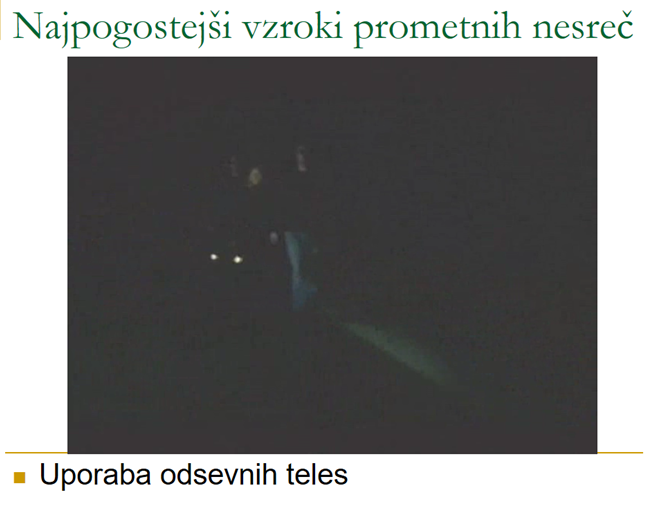 Najpogostejši vzroki prometnih nesreč
Uporaba odsevnih teles